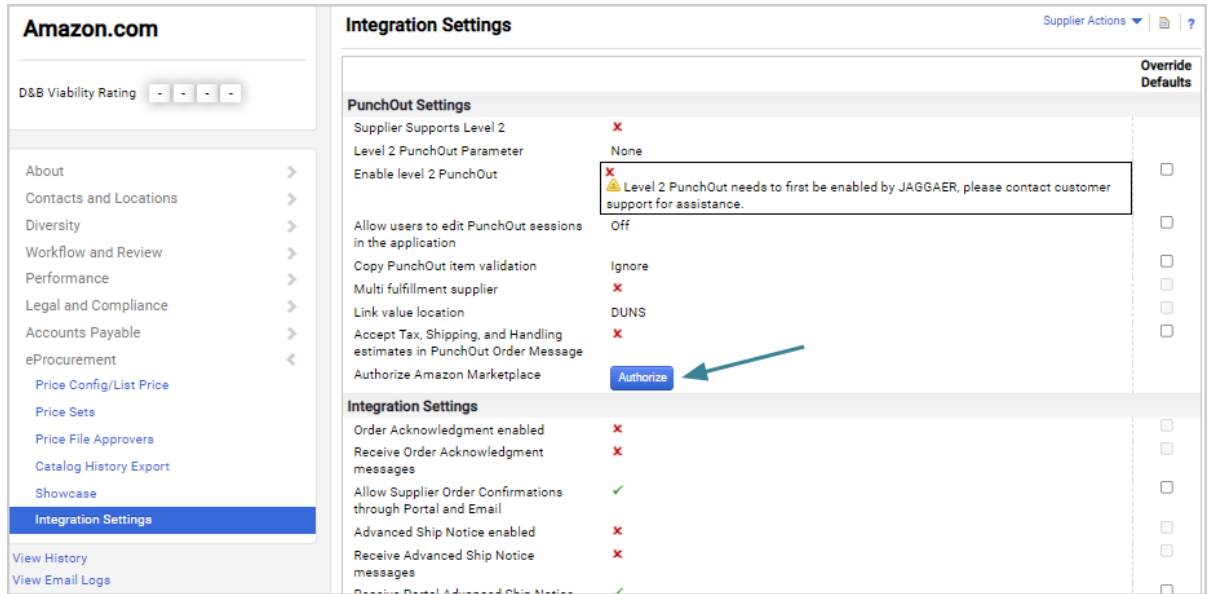 Amazon.com
D&B Viability Rating - - - -
About
Contacts and Locations
Diversity
Workflow and Review
Performance
Legal and Compliance
Accounts Payable
eProcurement
Price Config/List Price
Price Sets
Price File Approvers
Catalog History Export
Showcase
Integration Settings
View History
View Email Logs
Integration Settings
Supplier Actions ?
Override
Defaults
PunchOut Settings
Supplier Supports Level 2
Level 2 PunchOut Parameter None
Enable level 2 PunchOut
Level 2 PunchOut needs to first be enabled by JAGGAER, please contact customer
support for assistance.
Allow users to edit PunchOut sessions Off
in the application
Copy PunchOut item validation Ignore
Multi fulfillment supplier
Link value location DUNS
Accept Tax, Shipping, and Handling
estimates in PunchOut Order Message
Authorize Amazon Marketplace Authorize
Integration Settings
Order Acknowledgment enabled
Receive Order Acknowledgment
messages
Allow Supplier Order Confirmations
through Portal and Email
Advanced Ship Notice enabled
Receive Advanced Ship Notice
messages
Receive Portal Advanced Ship Notice